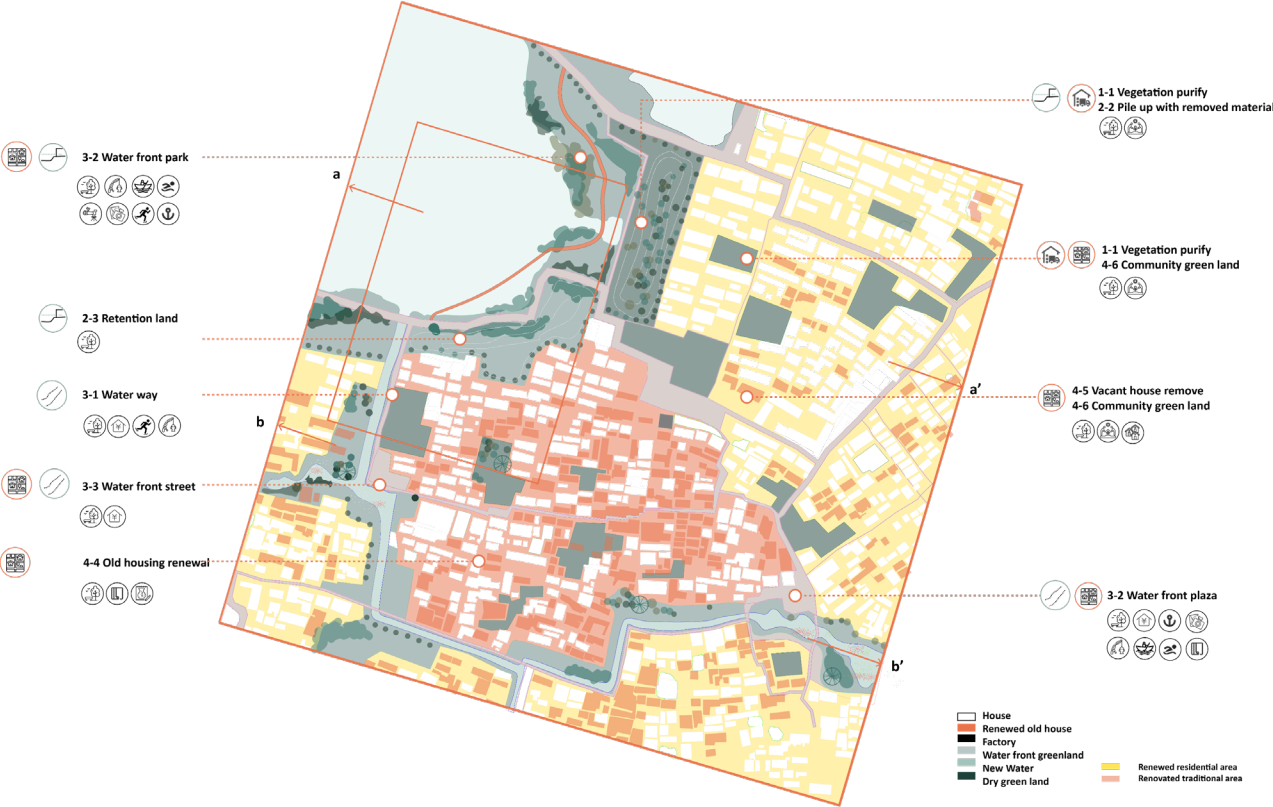 1-1 Vegetation purify
2-2 Pile up with removed material
3-2 Water front park
a
1-1 Vegetation purify
4-6 Community green land
2-3 Retention land
3-1 Water way
a’
4-5 Vacant house remove
4-6 Community green land
b
3-3 Water front street
4-4 Old housing renewal
3-2 Water front plaza
b’
House
Renewed old house
Factory
Water front greenland
New Water
Dry green land
Renewed residential area
Renovated traditional area